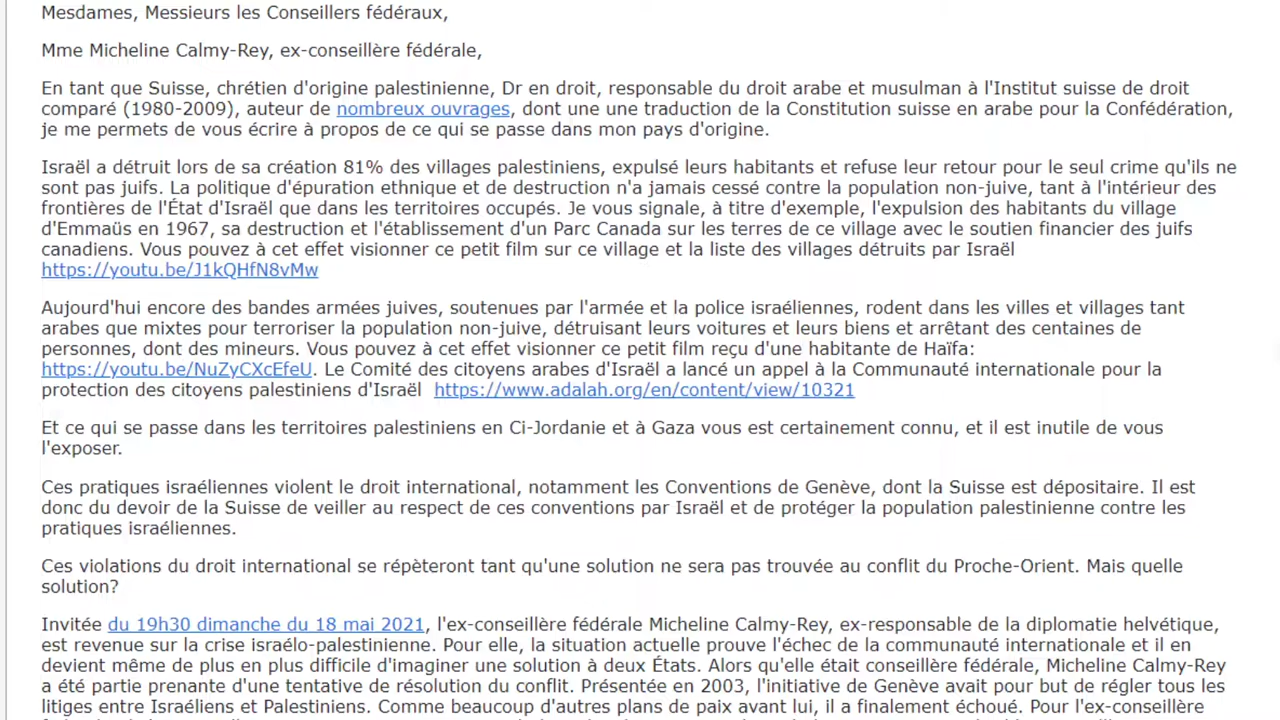 Mesdames, Messieurs les Conseillers fédéraux,
Mme Micheline Calmy-Rey, ex-conseillère fédérale,
En tant que Suisse, chrétien d'origine palestinienne, Dr en droit, responsable du droit arabe et musulman à l'Institut suisse de droit
comparé (1980-2009), auteur de nombreux ouvrages, dont une une traduction de la Constitution suisse en arabe pour la Confédération,
je me permets de vous écrire à propos de ce qui se passe dans mon pays d'origine.
Israël a détruit lors de sa création 81% des villages palestiniens, expulsé leurs habitants et refuse leur retour pour le seul crime qu'ils ne
sont pas juifs. La politique d'épuration ethnique et de destruction n'a jamais cessé contre la population non-juive, tant à l'intérieur des
frontières de l'État d'Israël que dans les territoires occupés. Je vous signale, à titre d'exemple, l'expulsion des habitants du village
d'Emmaüs en 1967, sa destruction et l'établissement d'un Parc Canada sur les terres de ce village avec le soutien financier des juifs
canadiens. Vous pouvez à cet effet visionner ce petit film sur ce village et la liste des villages détruits par Israël
https://youtu.be/J1kQHfN8vMw
Aujourd'hui encore des bandes armées juives, soutenues par l'armée et la police israéliennes, rodent dans les villes et villages tant
arabes que mixtes pour terroriser la population non-juive, détruisant leurs voitures et leurs biens et arrêtant des centaines de
personnes, dont des mineurs. Vous pouvez à cet effet visionner ce petit film reçu d'une habitante de Haïfa:
https://youtu.be/NuZyCXcEfeU. Le Comité des citoyens arabes d'Israël a lancé un appel à la Communauté internationale pour la
protection des citoyens palestiniens d'Israël https://www.adalah.org/en/content/view/10321
Et ce qui se passe dans les territoires palestiniens en Ci-Jordanie et à Gaza vous est certainement connu, et il est inutile de vous
l'exposer.
Ces pratiques israéliennes violent le droit international, notamment les Conventions de Genève, dont la Suisse est dépositaire. Il est
donc du devoir de la Suisse de veiller au respect de ces conventions par Israël et de protéger la population palestinienne contre les
pratiques israéliennes.
Ces violations du droit international se répèteront tant qu'une solution ne sera pas trouvée au conflit du Proche-Orient. Mais quelle
solution?
Invitée du 19h30 dimanche du 18 mai 2021, l'ex-conseillère fédérale Micheline Calmy-Rey, ex-responsable de la diplomatie helvétique,
est revenue sur la crise israélo-palestinienne. Pour elle, la situation actuelle prouve l'échec de la communauté internationale et il en
devient même de plus en plus difficile d'imaginer une solution à deux États. Alors qu'elle était conseillère fédérale, Micheline Calmy-Rey
a été partie prenante d'une tentative de résolution du conflit. Présentée en 2003, l'initiative de Genève avait pour but de régler tous les
litiges entre Israéliens et Palestiniens. Comme beaucoup d'autres plans de paix avant lui, il a finalement échoué. Pour l'ex-conseillère